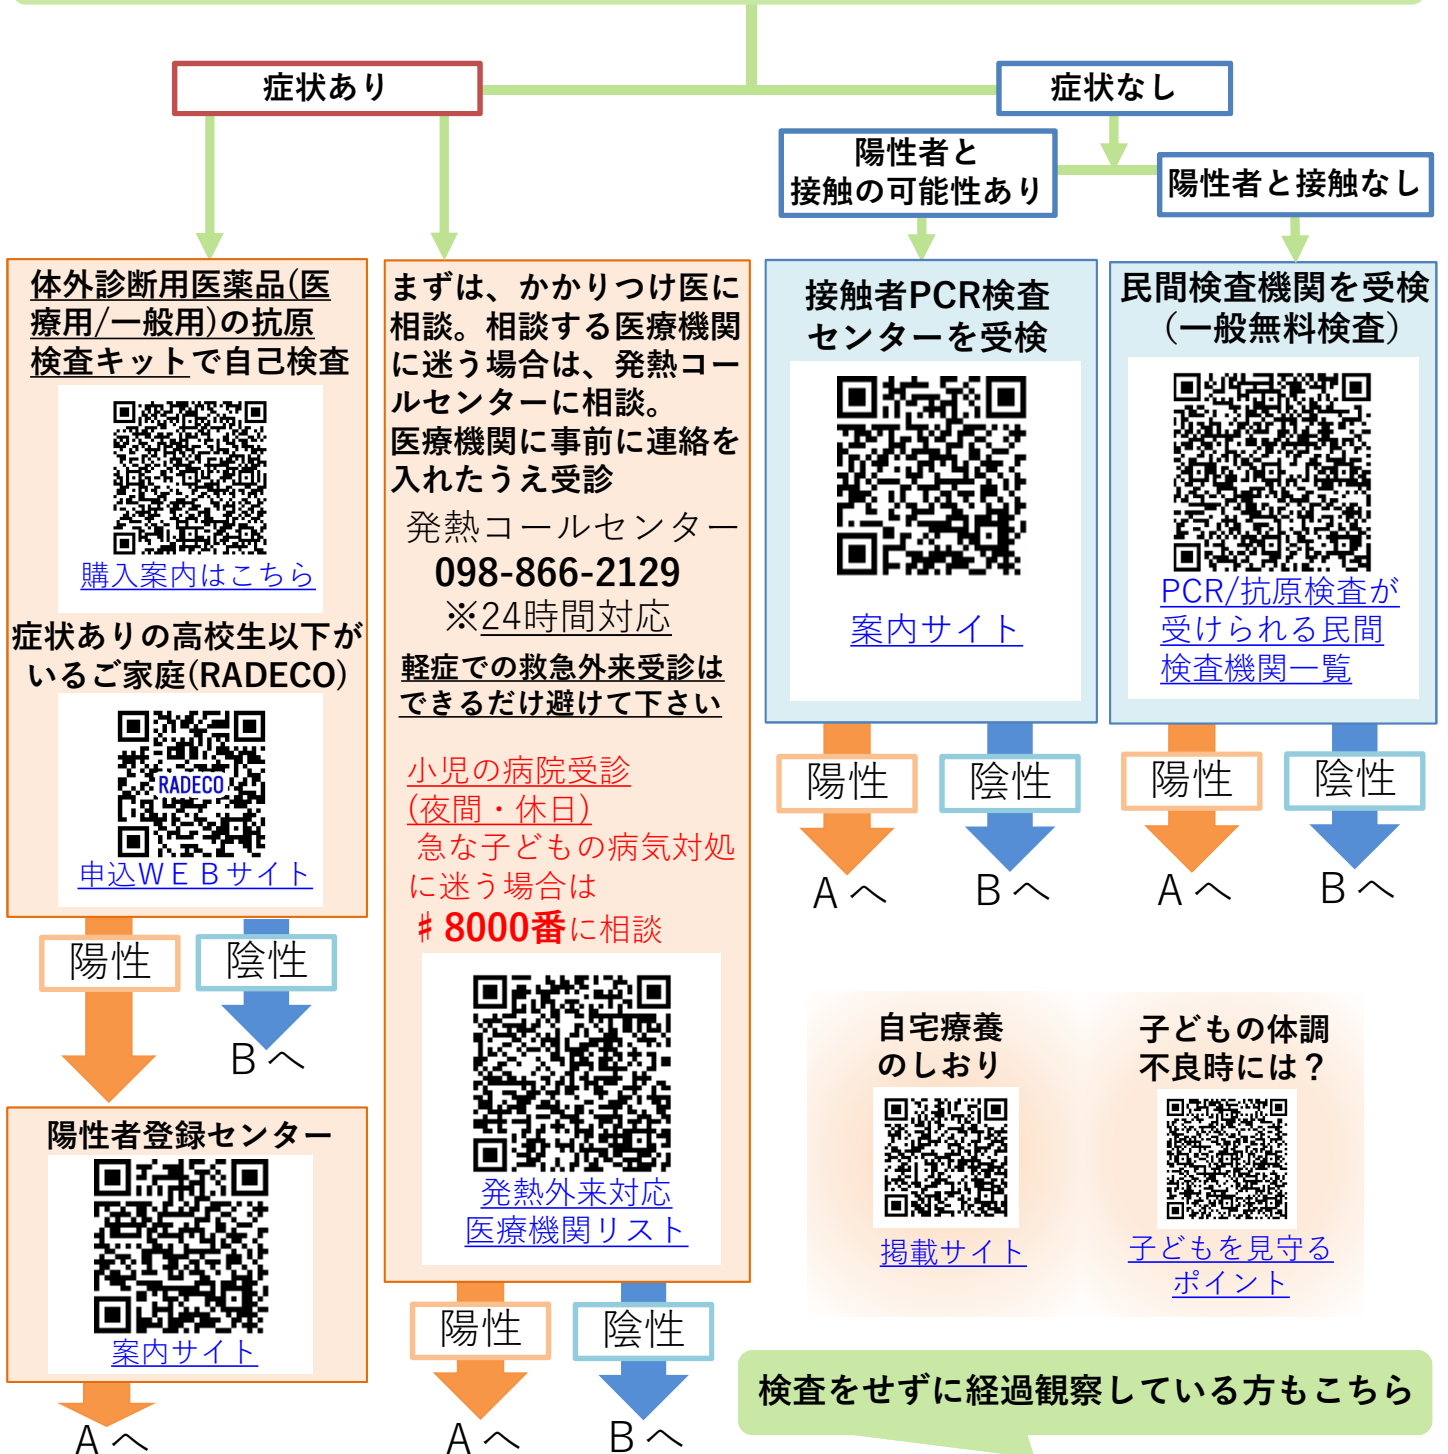 症状あり
症状なし
陽性者と
接触の可能性あり
陽性者と接触なし
体外診断用医薬品(医
療用/一般用)の抗原
検査キットで自己検査
購入案内はこちら
症状ありの高校生以下が
いるご家庭(RADECO)
RADECO
申込ＷＥＢサイト
陽性
陰性
Ｂへ
陽性者登録センター
案内サイト
Ａへ
まずは、かかりつけ医に
相談。相談する医療機関
に迷う場合は、発熱コー
ルセンターに相談。
医療機関に事前に連絡を
入れたうえ受診
発熱コールセンター
098-866-2129
※24時間対応
軽症での救急外来受診は
できるだけ避けて下さい
小児の病院受診
(夜間・休日)
急な子どもの病気対処
に迷う場合は
♯8000番に相談
発熱外来対応
医療機関リスト
陽性
陰性
Ａへ
Ｂへ
接触者PCR検査
センターを受検
案内サイト
陽性
陰性
Ａへ
Ｂへ
民間検査機関を受検
（一般無料検査）
PCR/抗原検査が
受けられる民間
検査機関一覧
陽性
陰性
Ａへ
Ｂへ
自宅療養
のしおり
掲載サイト
子どもの体調
不良時には？
子どもを見守る
ポイント
検査をせずに経過観察している方もこちら